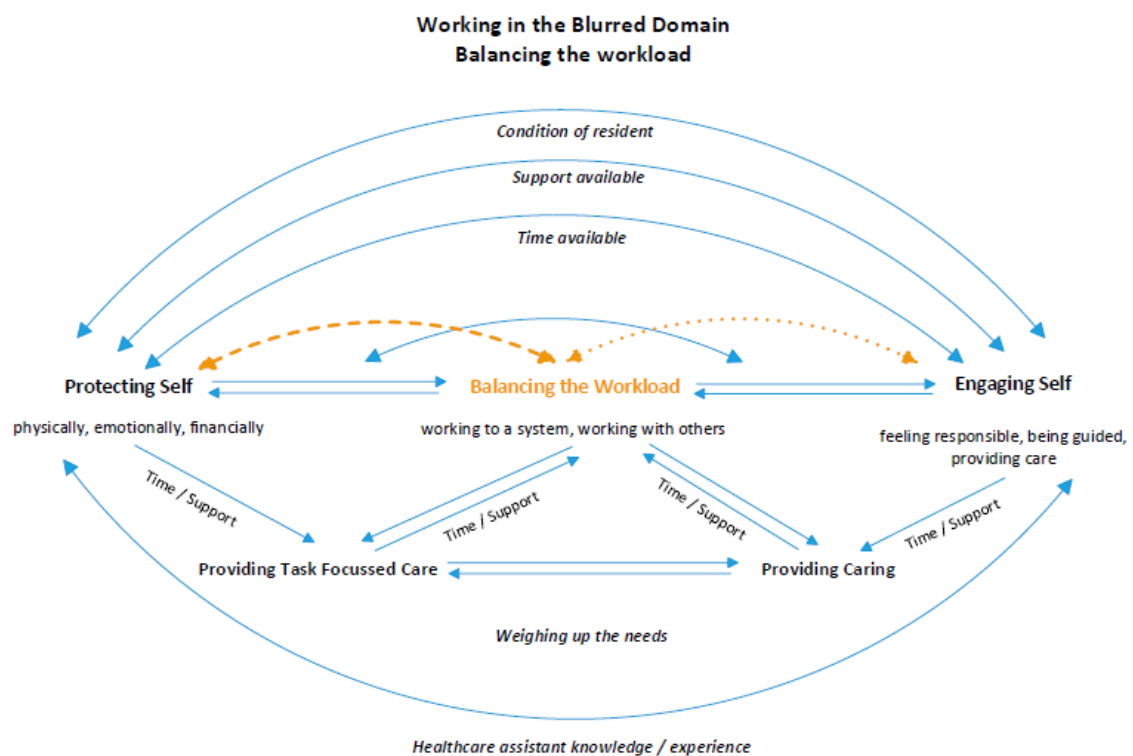 Working in the Blurred Domain
Balancing the workload
Condition of resident
Support available
Time available
Protecting Self
Balancing the Workload
Engaging Self
physically, emotionally, financially
working to a system, working with others
feeling responsible, being guided,
providing care
Time / Support
Time / Support
Time / Support
Time / Support
Providing Task Focussed Care
Providing Caring
Weighing up the needs
Healthcare assistant knowledge / experience